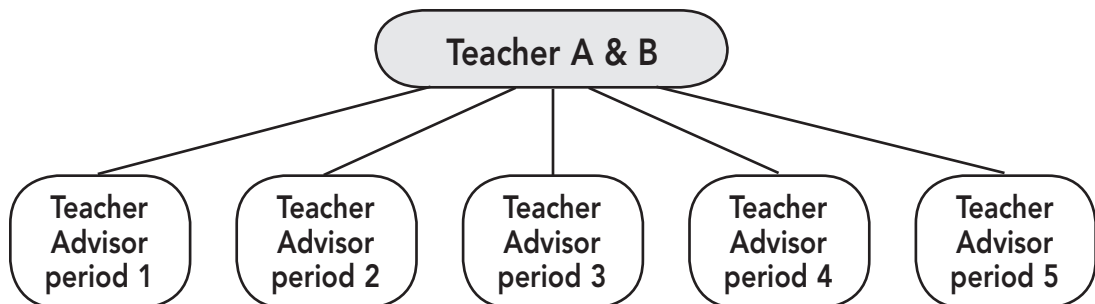 Teacher A & B
Teacher
Advisor
period 1
Teacher
Advisor
period 2
Teacher
Advisor
period 3
Teacher
Advisor
period 4
Teacher
Advisor
period 5